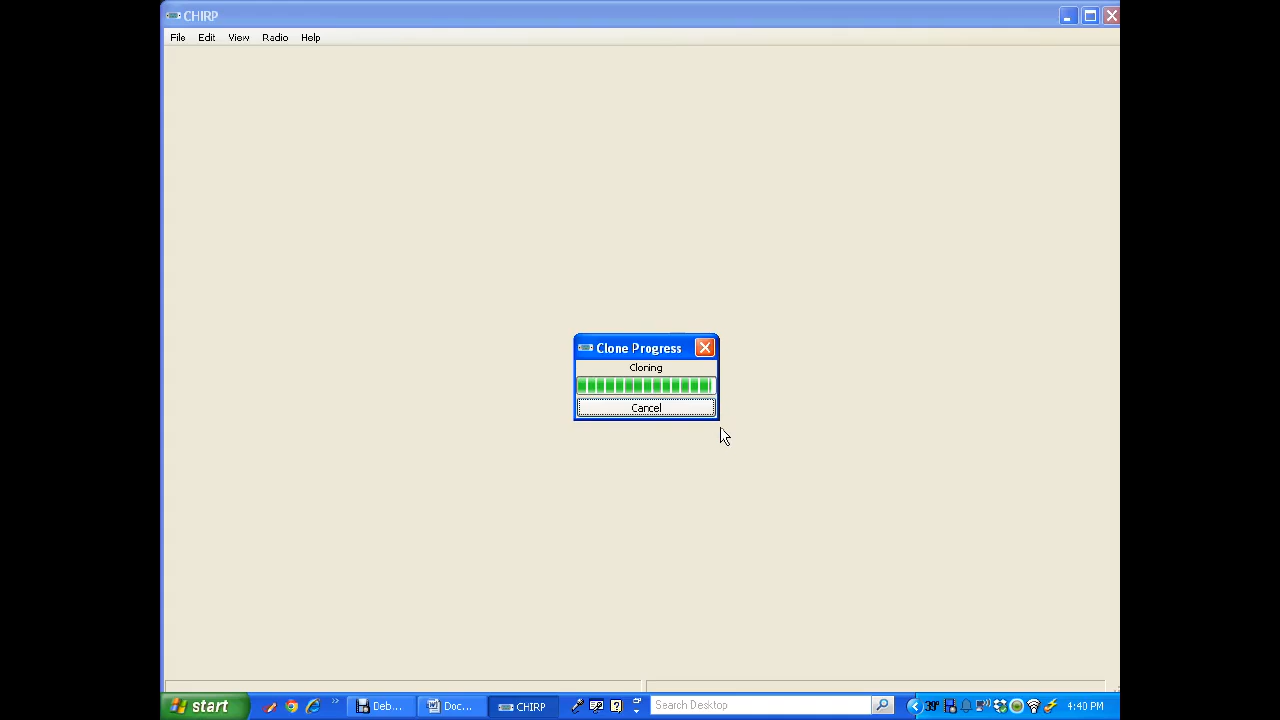 CHIRP
File Edit View Radio Help
Clone Progress
Cloning
Cancel
start
Deb...
Doc...
CHIRP
Search Desktop
39°
4:40 PM